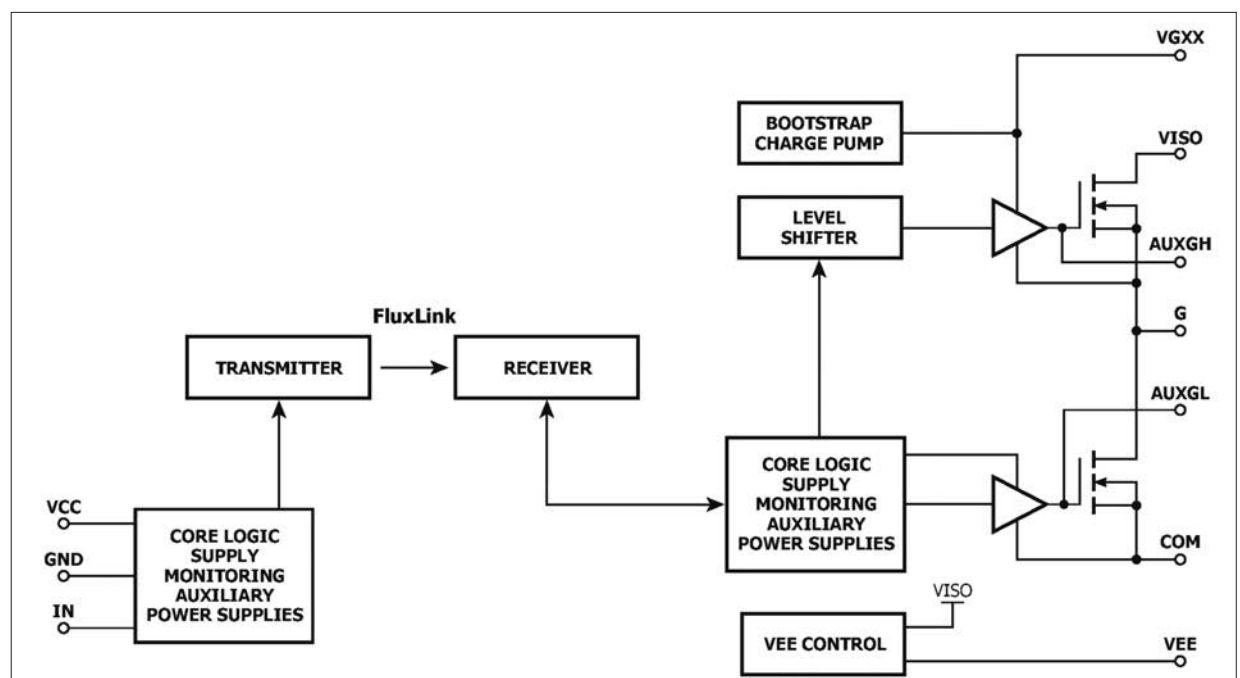 VGXX
BOOTSTRAP
CHARGE PUMP
VISO
LEVEL
SHIFTER
AUXGH
FluxLink
G
TRANSMITTER
RECEIVER
AUXGL
CORE LOGIC
SUPPLY
MONITORING
AUXILIARY
POWER SUPPLIES
VCC
GND
IN
CORE LOGIC
SUPPLY
MONITORING
AUXILIARY
POWER SUPPLIES
COM
VISO
VEE CONTROL
VEE